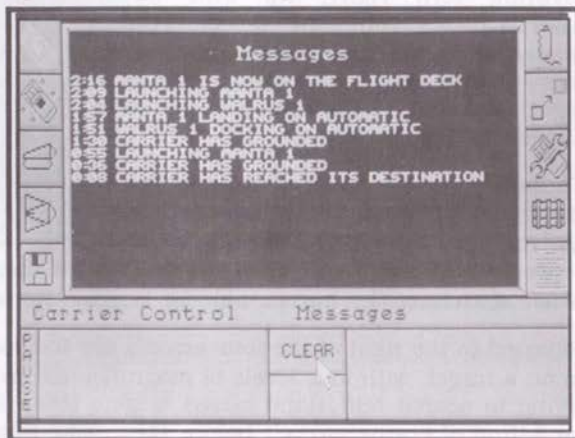 Messages
2:16 MANTA 1 IS NOW ON THE FLIGHT DECK
2:09 LAUNCHING MANTA 1
2:04 LAUNCHING WALRUS 1
1:57 MANTA 1 LANDING ON AUTOMATIC
1:51 WALRUS 1 DOCKING ON AUTOMATIC
1:30 CARRIER HAS GROUNDED
0:55 LAUNCHING MANTA 1
CARRIER HAS GROUNDED
0:08 CARRIER HAS REACHED ITS DESTINATION
Carrier Control Messages
PAUSE
CLEAR